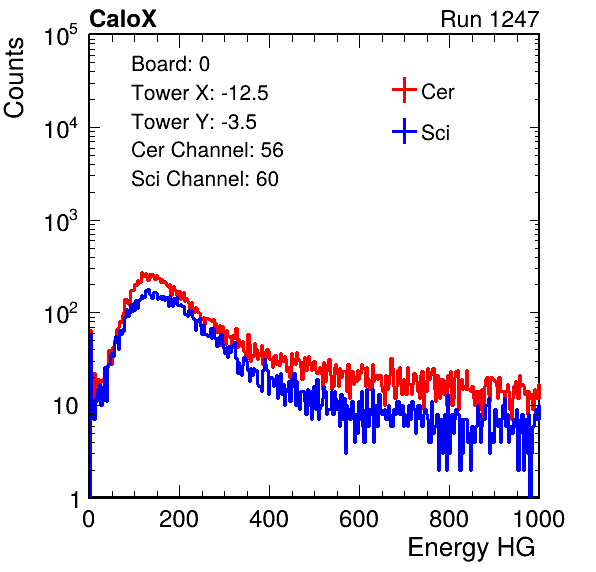 CaloX Run 1247
Counts
10^5
10^4
10^3
10^2
10
1
Board: 0
Tower X: -12.5
Tower Y: -3.5
Cer Channel: 56
Sci Channel: 60
Cer
Sci
0 200 400 600 800 1000
Energy HG